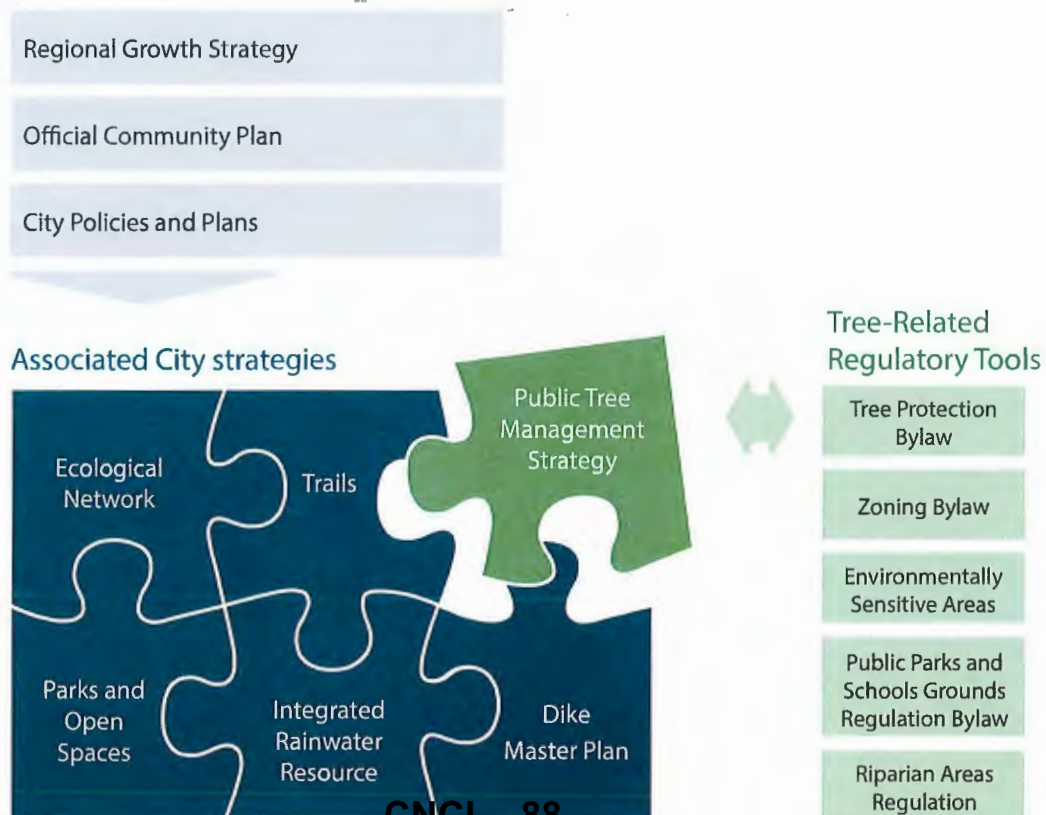 Regional Growth Strategy
Official Community Plan
City Policies and Plans
Associated City strategies
Ecological
Network
Trails
Public Tree
Management
Strategy
Parks and
Open
Spaces
Integrated
Rainwater
Resource
Dike
Master Plan
Tree-Related
Regulatory Tools
Tree Protection
Bylaw
Zoning Bylaw
Environmentally
Sensitive Areas
Public Parks and
Schools Grounds
Regulation Bylaw
Riparian Areas
Regulation